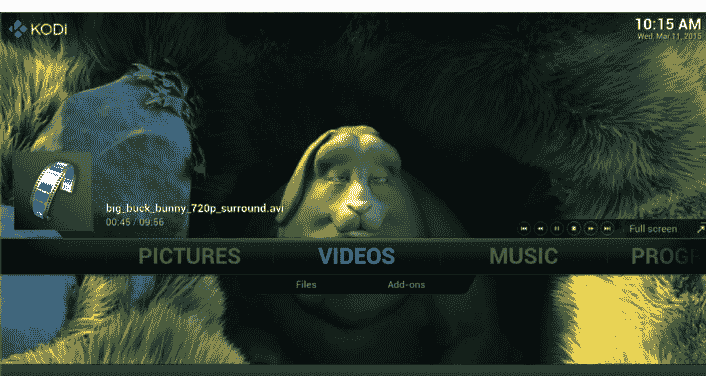 KODI
10:15 AM
Wed, Mar 11, 2015
big_buck_bunny_720p_surround.avi
00:45 / 09:56
Full screen
PICTURES
VIDEOS
MUSIC
PROGR
Files
Add-ons